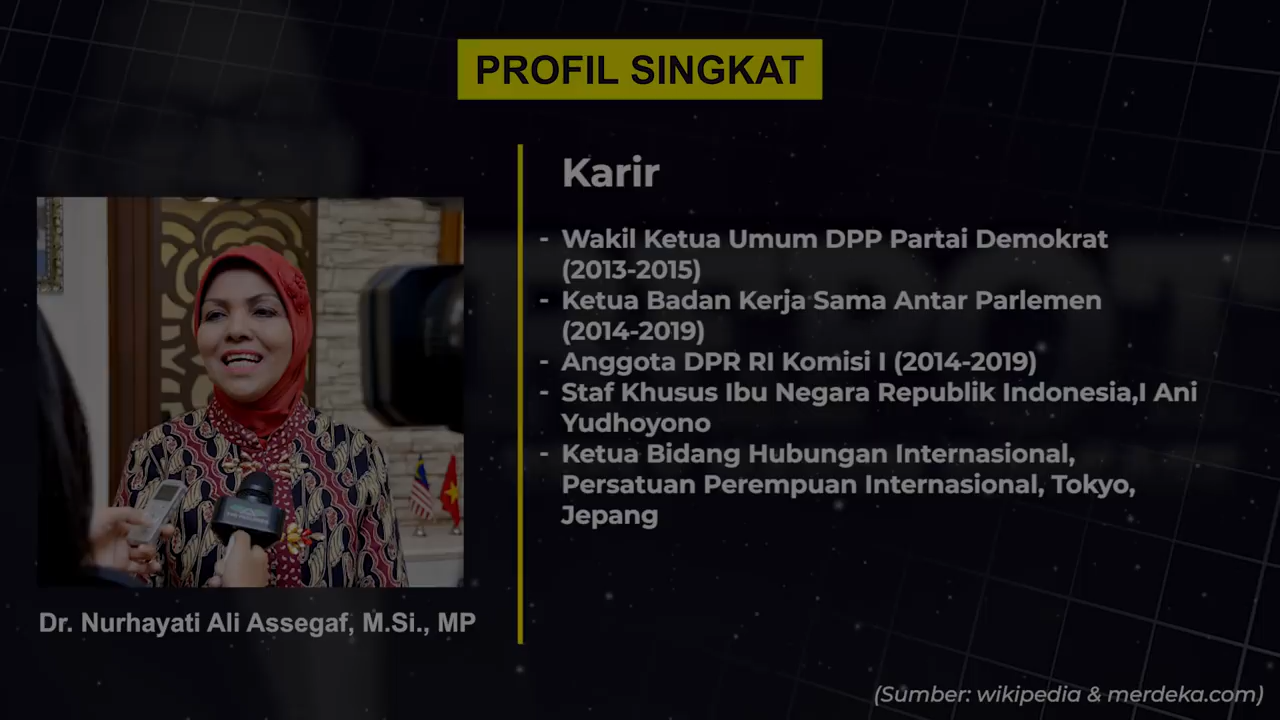 PROFIL SINGKAT
Karir
- Wakil Ketua Umum DPP Partai Demokrat
(2013-2015)
- Ketua Badan Kerja Sama Antar Parlemen
(2014-2019)
- Anggota DPR RI Komisi I (2014-2019)
- Staf Khusus Ibu Negara Republik Indonesia,I Ani
Yudhoyono
- Ketua Bidang Hubungan Internasional,
Persatuan Perempuan Internasional, Tokyo,
Jepang
Dr. Nurhayati Ali Assegaf, M.Si., MP
(Sumber: wikipedia & merdeka.com)